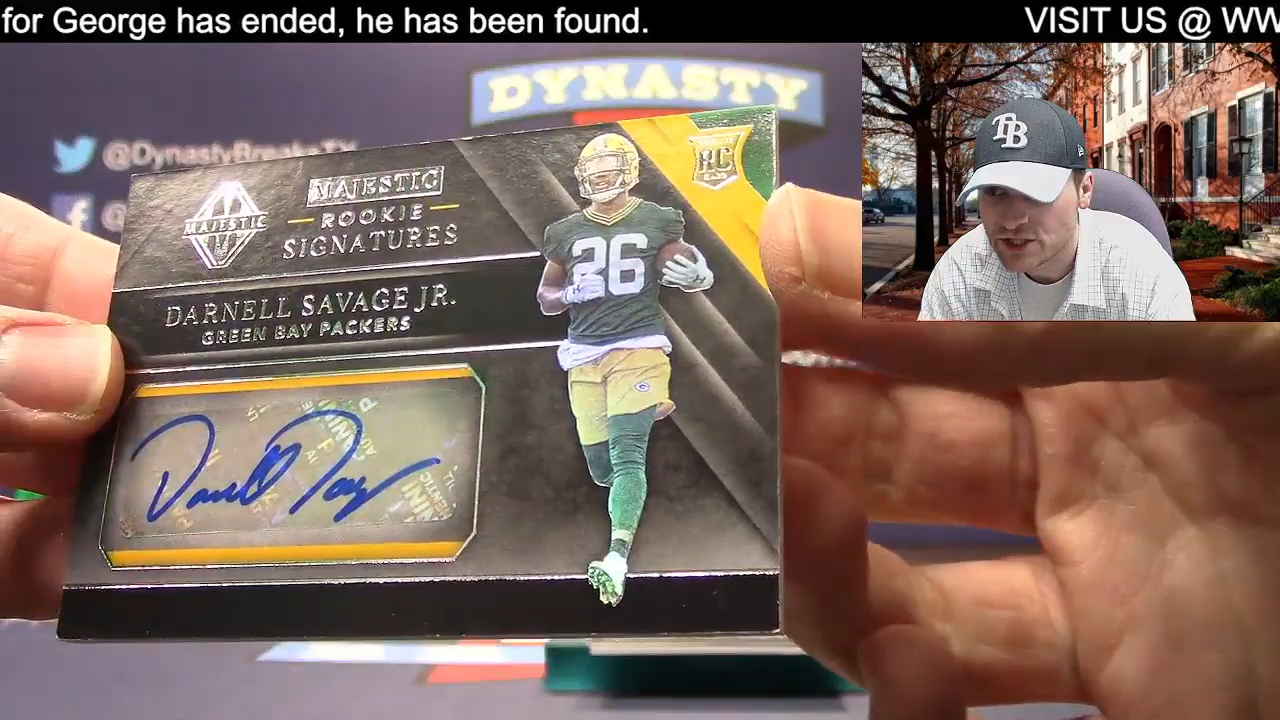 for George has ended, he has been found.
VISIT US @ WW
DYNASTY
@DynastyBreaksTX
@
TB
MAJESTIC
MAJESTIC
ROOKIE
SIGNATURES
RC
DARNELL SAVAGE JR.
GREEN BAY PACKERS
26
G